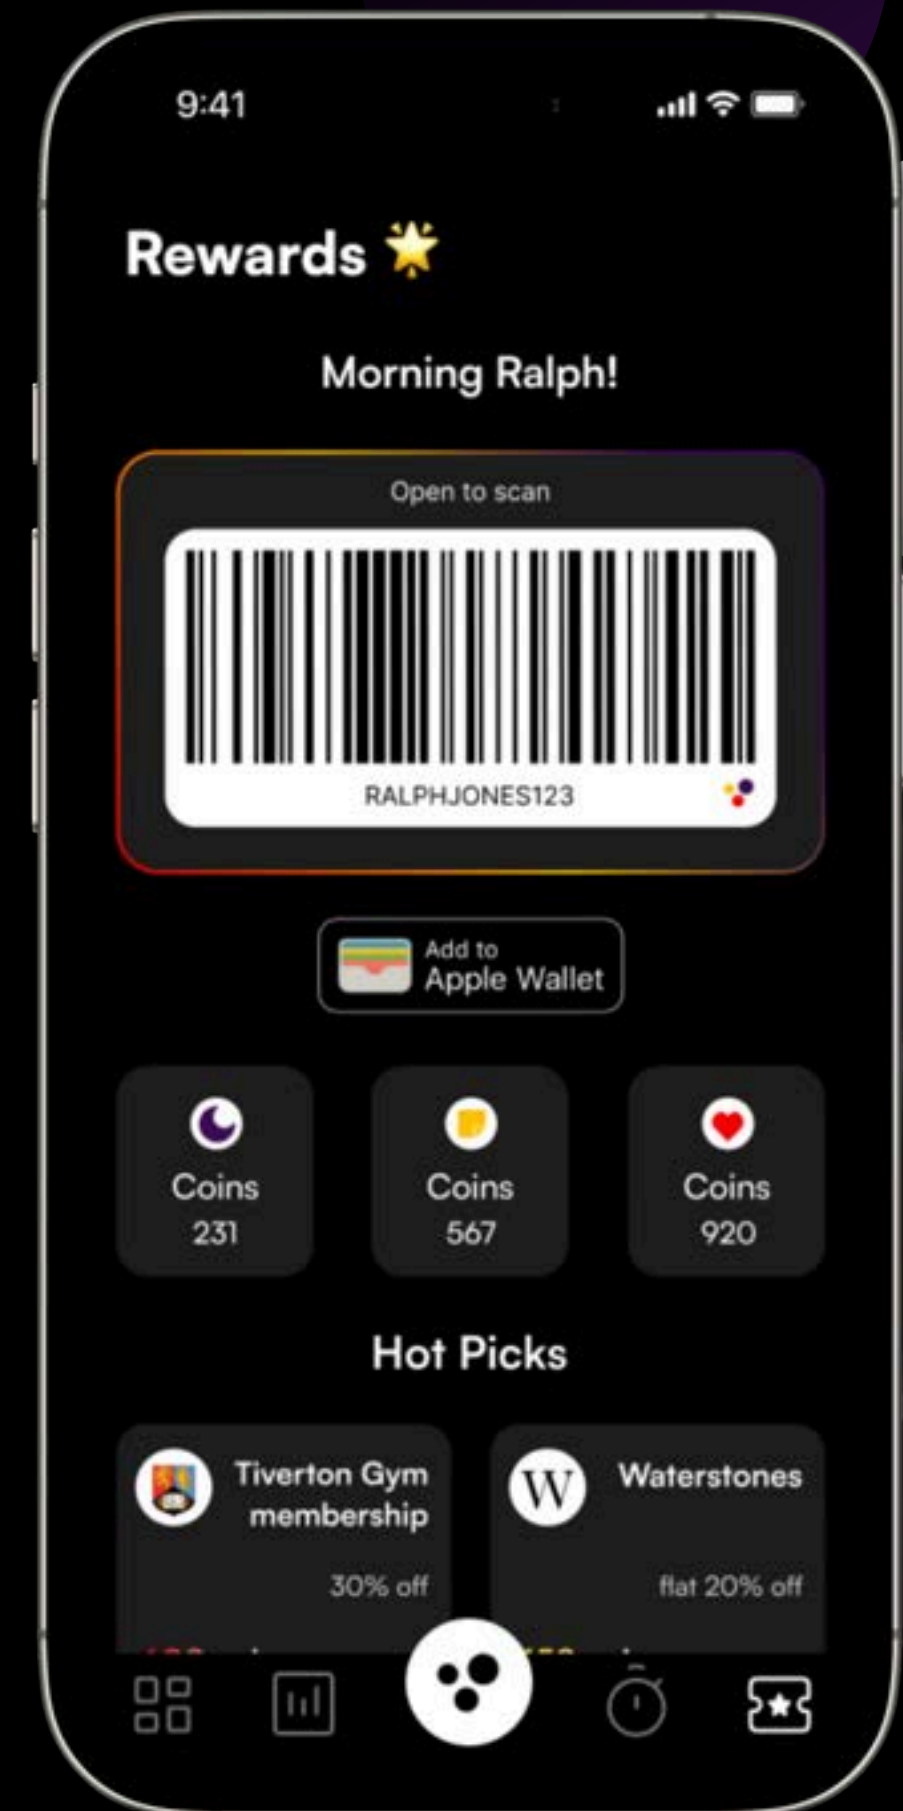 9:41
Rewards
Morning Ralph!
Open to scan
RALPHJONES123
Add to
Apple Wallet
Coins
231
Coins
567
Coins
920
Hot Picks
Tiverton Gym
membership
30% off
W
Waterstones
flat 20% off